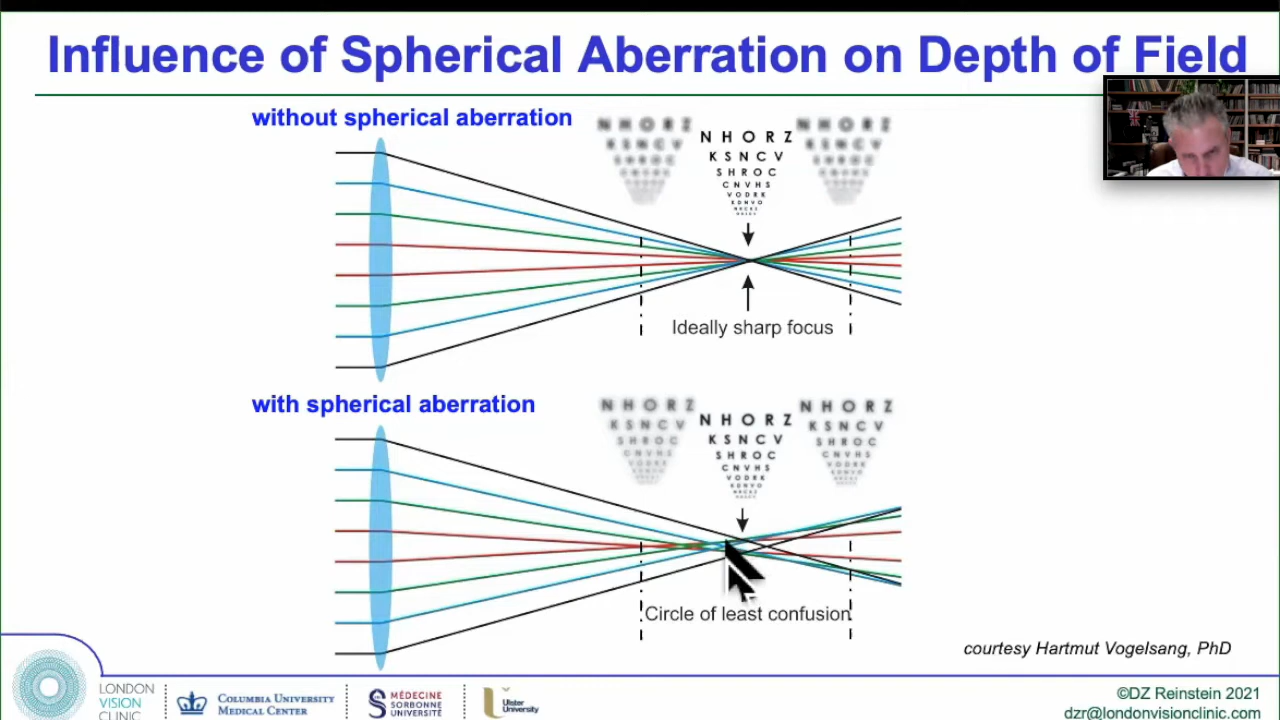 Influence of Spherical Aberration on Depth of Field
without spherical aberration
N H O R Z
K S N C V
S H R O C
N H O R Z
K S N C V
S H R O C
C N V H S
V O D R K
K D N V O
N H O R Z
K S N C V
S H R O C
Ideally sharp focus
with spherical aberration
N H O R Z
K S N C V
S H R O C
C N V H S
V O D R K
N H O R Z
K S N C V
S H R O C
C N V H S
V O D R K
K D N V O
N H O R Z
K S N C V
S H R O C
C N V H S
V O D R K
Circle of least confusion
courtesy Hartmut Vogelsang, PhD
LONDON
VISION
CLINIC
COLUMBIA UNIVERSITY
MEDICAL CENTER
MÉDECINE
SORBONNE
UNIVERSITÉ
Ulster
University
©DZ Reinstein 2021
dzr@londonvisionclinic.com